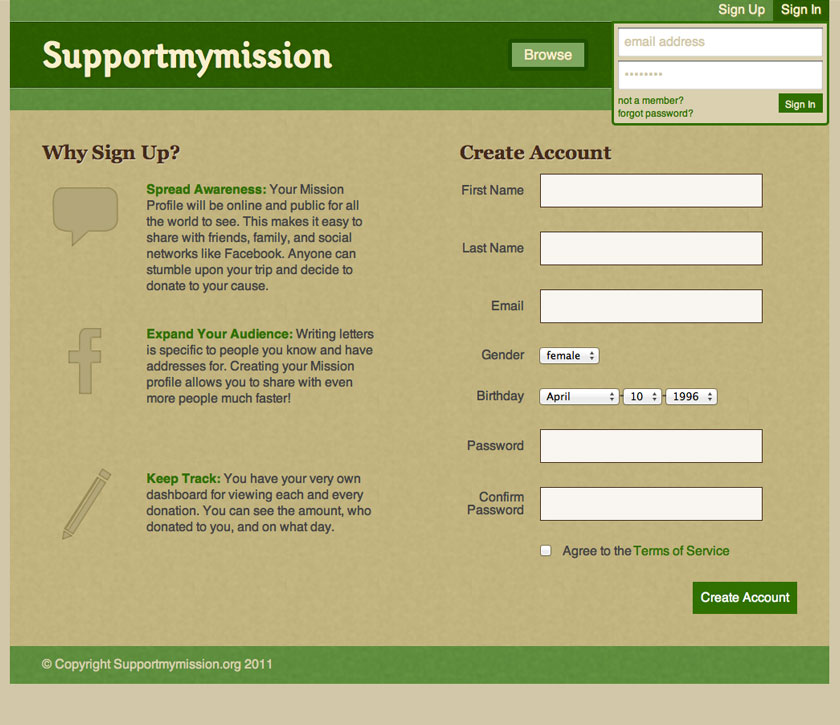 Sign Up Sign In
Supportmymission
Browse
email address
••••••••
not a member?
forgot password?
Sign In
Why Sign Up?
Spread Awareness: Your Mission
Profile will be online and public for all
the world to see. This makes it easy to
share with friends, family, and social
networks like Facebook. Anyone can
stumble upon your trip and decide to
donate to your cause.
f
Expand Your Audience: Writing letters
is specific to people you know and have
addresses for. Creating your Mission
profile allows you to share with even
more people much faster!
Keep Track: You have your very own
dashboard for viewing each and every
donation. You can see the amount, who
donated to you, and on what day.
Create Account
First Name
Last Name
Email
Gender female
Birthday April - 10 - 1996
Password
Confirm
Password
Agree to the Terms of Service
Create Account
© Copyright Supportmymission.org 2011